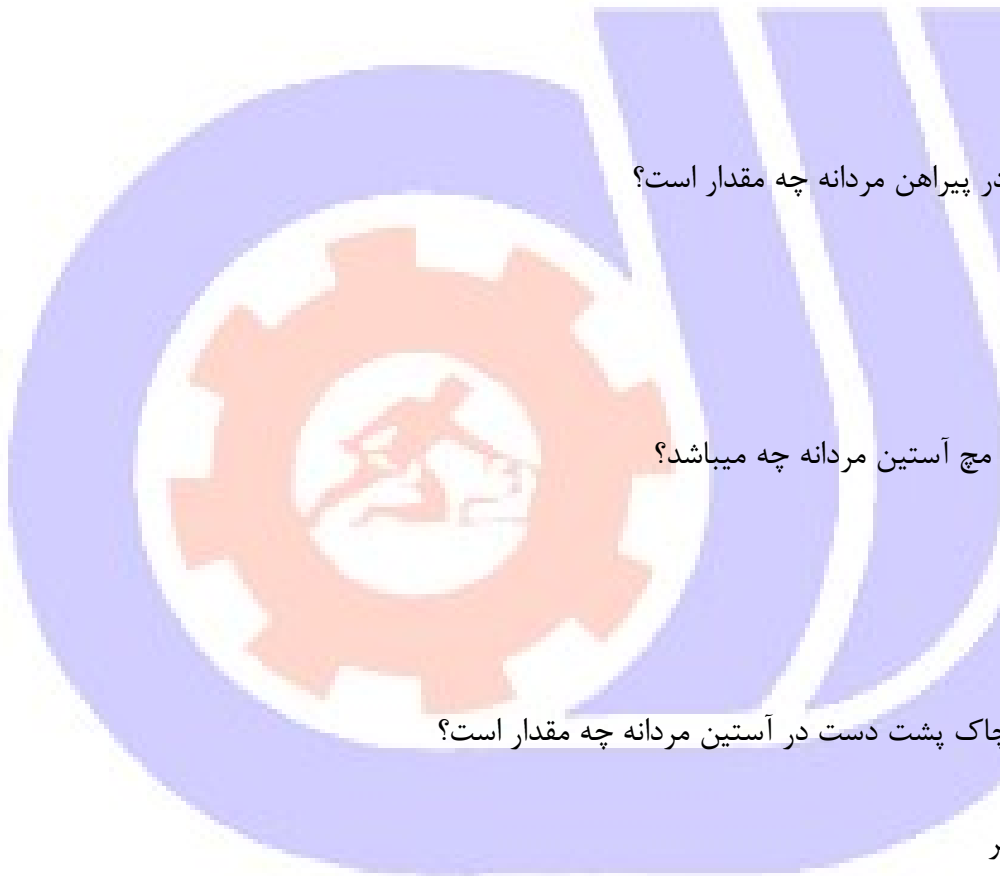 در پیراهن مردانه چه مقدار است؟
مچ آستین مردانه چه میباشد؟
چاک پشت دست در آستین مردانه چه مقدار است؟